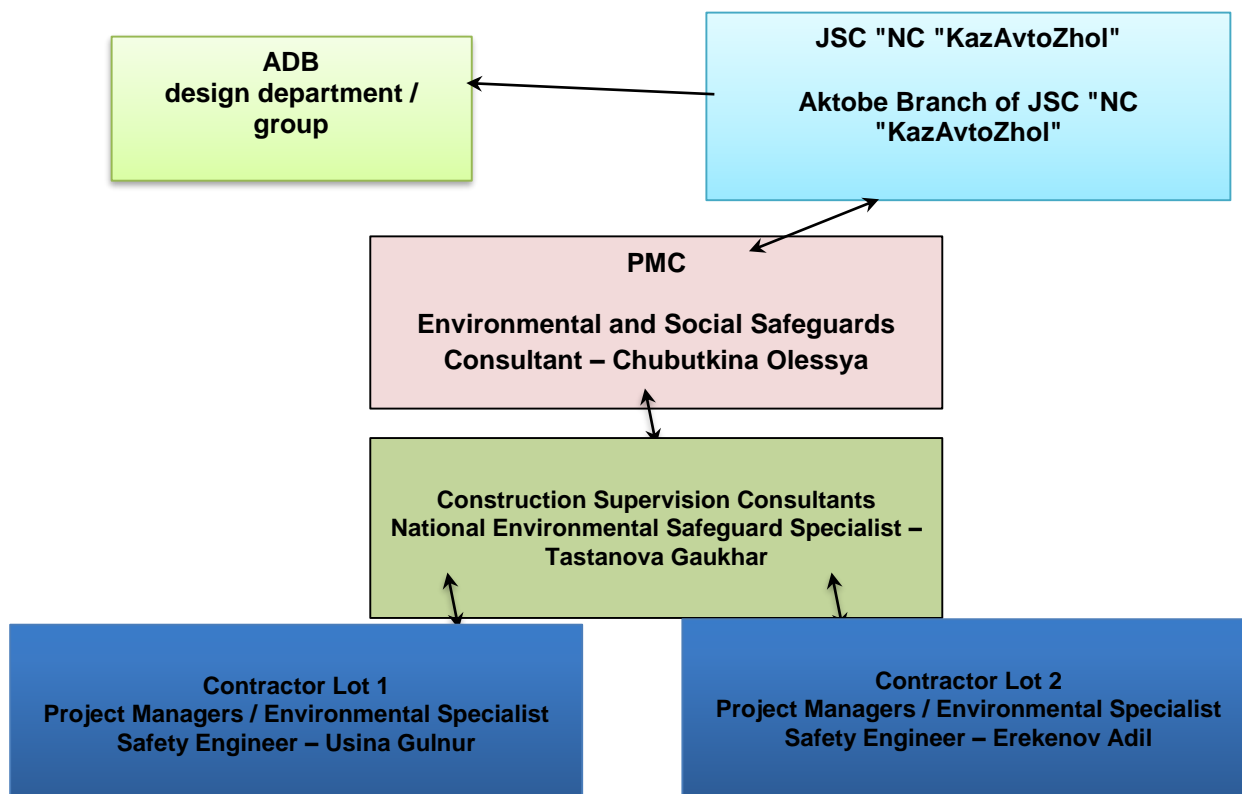 ADB
design department /
group
JSC "NC "KazAvtoZhol"
Aktobe Branch of JSC "NC
"KazAvtoZhol"
PMC
Environmental and Social Safeguards
Consultant – Chubutkina Olessya
Construction Supervision Consultants
National Environmental Safeguard Specialist –
Tastanova Gaukhar
Contractor Lot 1
Project Managers / Environmental Specialist
Safety Engineer – Usina Gulnur
Contractor Lot 2
Project Managers / Environmental Specialist
Safety Engineer – Erekenov Adil